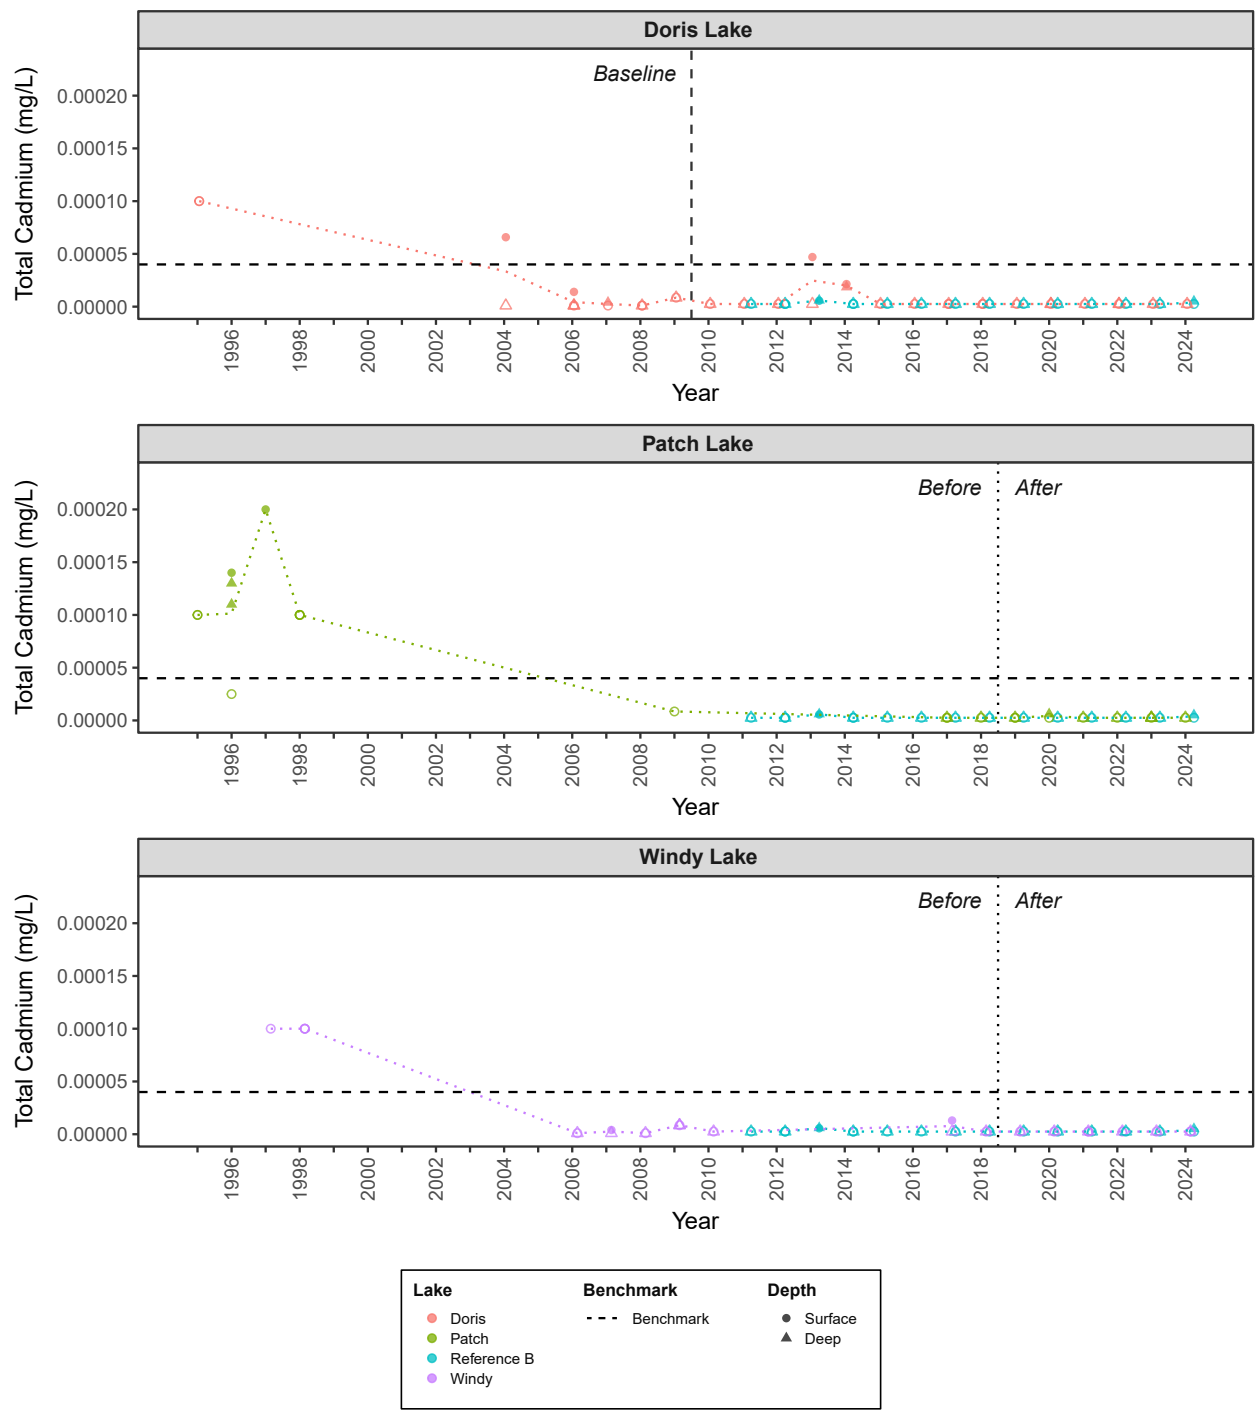 Doris Lake
Total Cadmium (mg/L)
Baseline
0.00020
0.00015
0.00010
0.00005
0.00000
1996 1998 2000 2002 2004 2006 2008 2010 2012 2014 2016 2018 2020 2022 2024
Year
Patch Lake
Total Cadmium (mg/L)
Before After
0.00020
0.00015
0.00010
0.00005
0.00000
1996 1998 2000 2002 2004 2006 2008 2010 2012 2014 2016 2018 2020 2022 2024
Year
Windy Lake
Total Cadmium (mg/L)
Before After
0.00020
0.00015
0.00010
0.00005
0.00000
1996 1998 2000 2002 2004 2006 2008 2010 2012 2014 2016 2018 2020 2022 2024
Year
Lake
Doris
Patch
Reference B
Windy
Benchmark
Benchmark
Depth
Surface
Deep